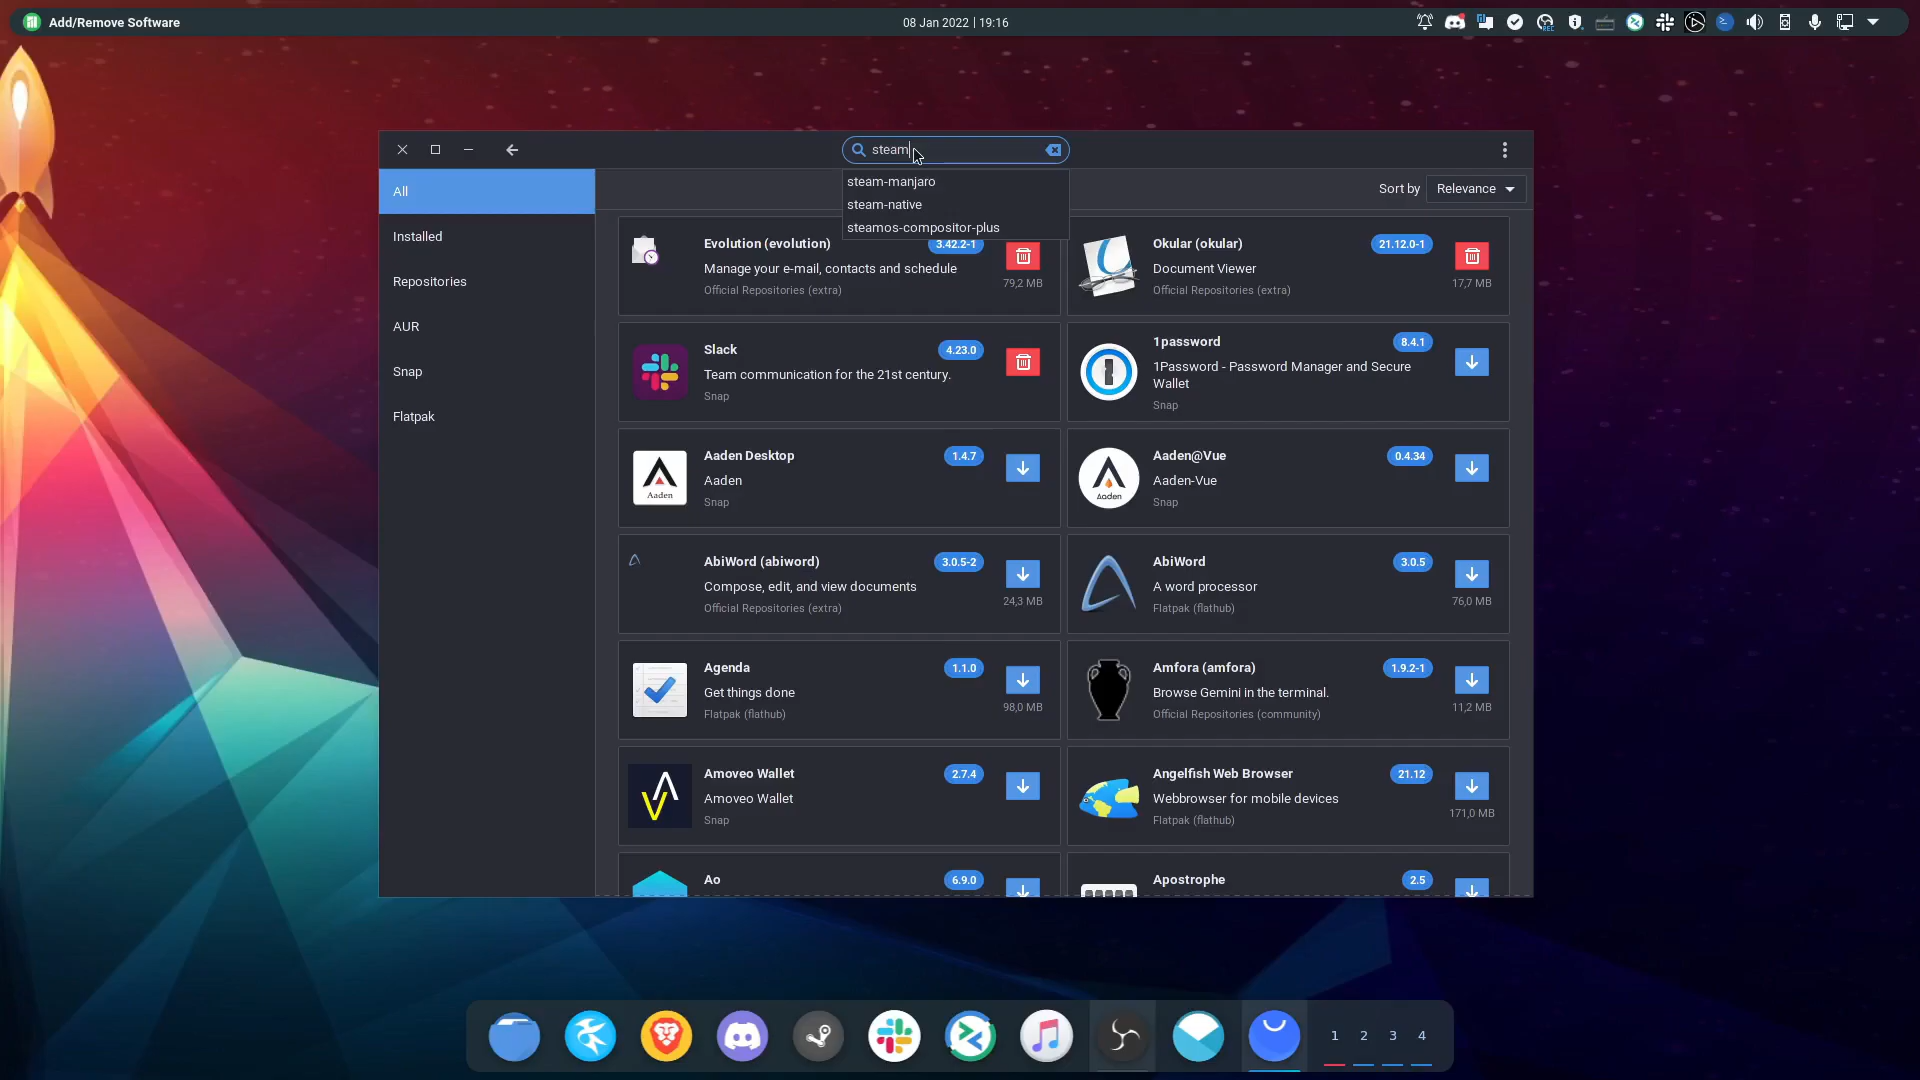 Add/Remove Software
08 Jan 2022 | 19:16
REC
steam
steam-manjaro
steam-native
steamos-compositor-plus
Sort by
Relevance
All
Installed
Repositories
AUR
Snap
Flatpak
Evolution (evolution)
3.42.2-1
Manage your e-mail, contacts and schedule
Official Repositories (extra)
79,2 MB
Okular (okular)
21.12.0-1
Document Viewer
Official Repositories (extra)
17,7 MB
Slack
4.23.0
Team communication for the 21st century.
Snap
1password
8.4.1
1Password - Password Manager and Secure
Wallet
Snap
Aaden Desktop
1.4.7
Aaden
Aaden
Snap
Aaden@Vue
0.4.34
Aaden
Aaden-Vue
Snap
AbiWord (abiword)
3.0.5-2
Compose, edit, and view documents
Official Repositories (extra)
24,3 MB
AbiWord
3.0.5
A word processor
Flatpak (flathub)
76,0 MB
Agenda
1.1.0
Get things done
Flatpak (flathub)
98,0 MB
Amfora (amfora)
1.9.2-1
Browse Gemini in the terminal.
Official Repositories (community)
11,2 MB
Amoveo Wallet
2.7.4
Amoveo Wallet
Snap
Angelfish Web Browser
21.12
Webbrowser for mobile devices
Flatpak (flathub)
171,0 MB
Ao
6.9.0
Apostrophe
2.5
1 2 3 4